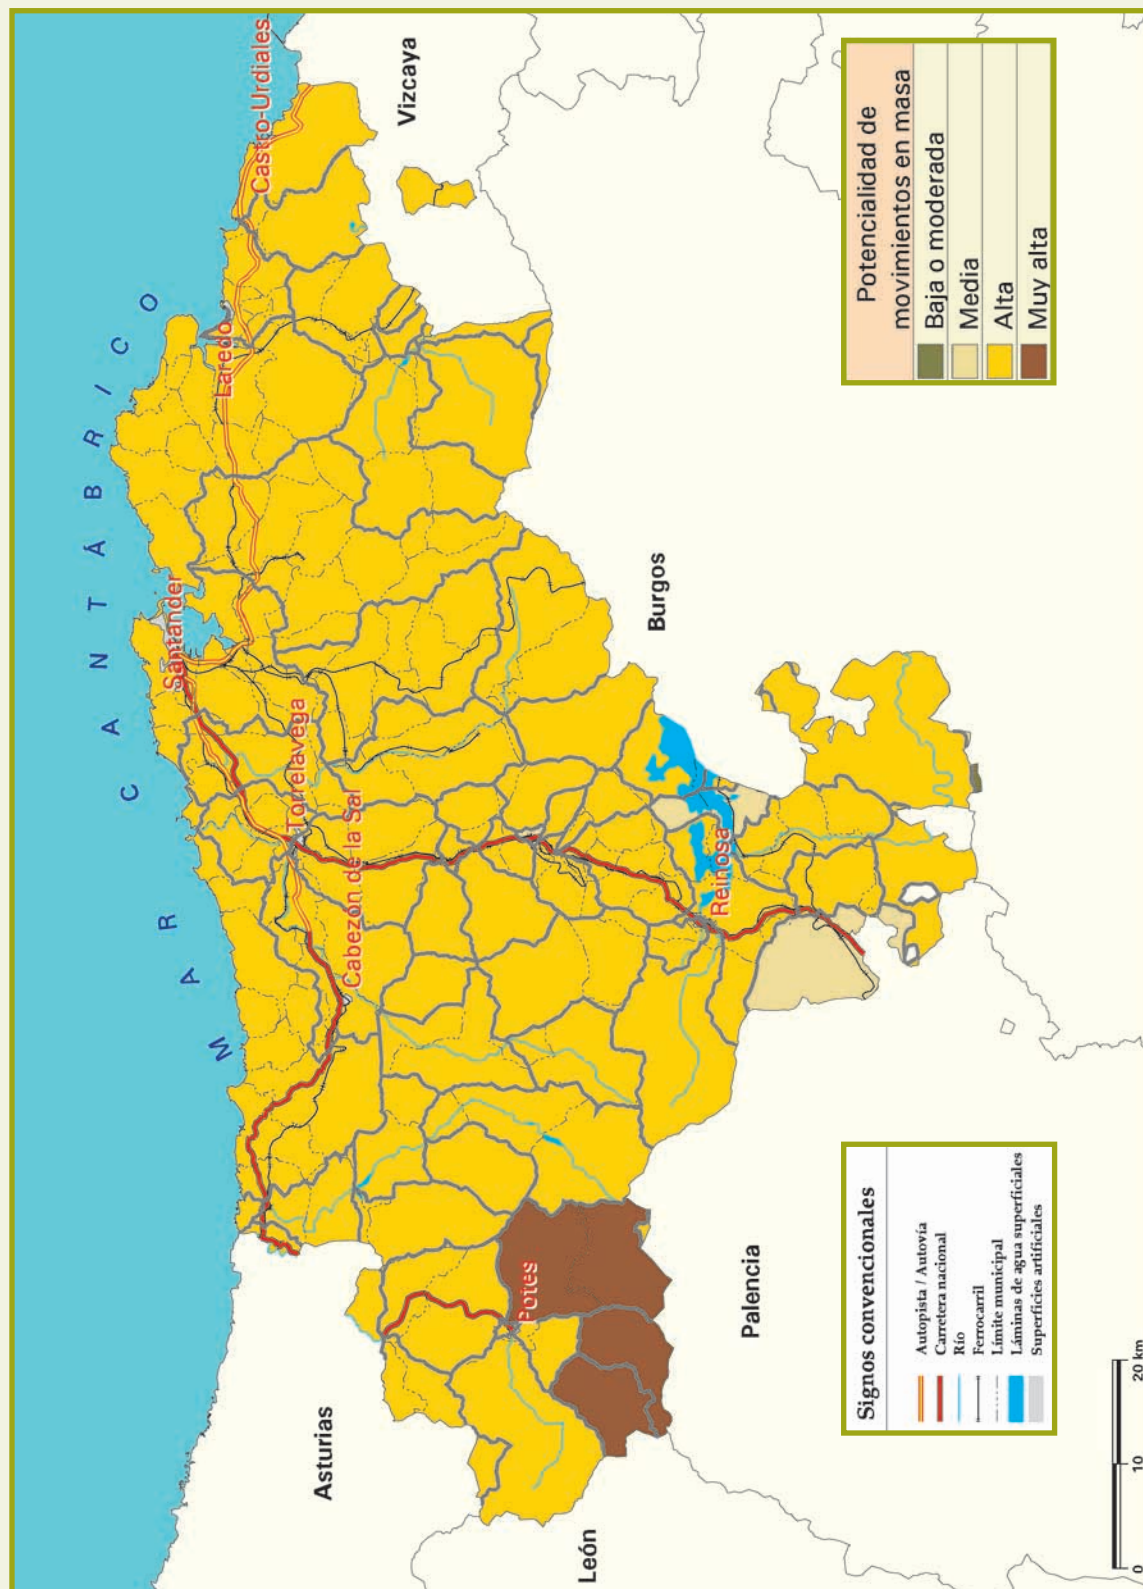 MAR CANTÁBRICO
Castro-Urdiales
Laredo
Santander
Torrelavega
Cabezón de la Sal
Reinosa
Potes
Vizcaya
Burgos
Palencia
Asturias
León
Potencialidad de
movimientos en masa
Baja o moderada
Media
Alta
Muy alta
Signos convencionales
Autopista / Autovía
Carretera nacional
Río
Ferrocarril
Límite municipal
Láminas de agua superficiales
Superficies artificiales
0 10 20 km